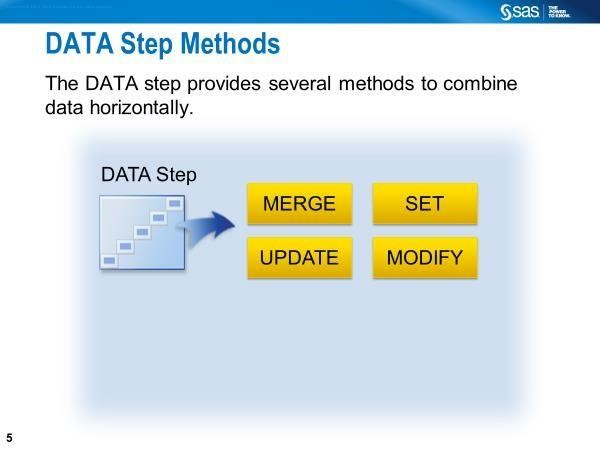 sas
THE
POWER
TO KNOW.
DATA Step Methods
The DATA step provides several methods to combine
data horizontally.
DATA Step
MERGE SET
UPDATE MODIFY
5